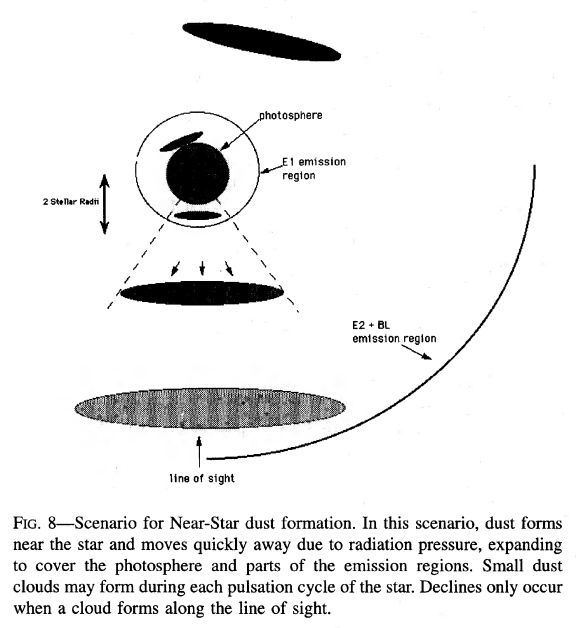 photosphere
E1 emission
region
2 Stellar Radii
E2 + BL
emission region
line of sight
FIG. 8—Scenario for Near-Star dust formation. In this scenario, dust forms
near the star and moves quickly away due to radiation pressure, expanding
to cover the photosphere and parts of the emission regions. Small dust
clouds may form during each pulsation cycle of the star. Declines only occur
when a cloud forms along the line of sight.